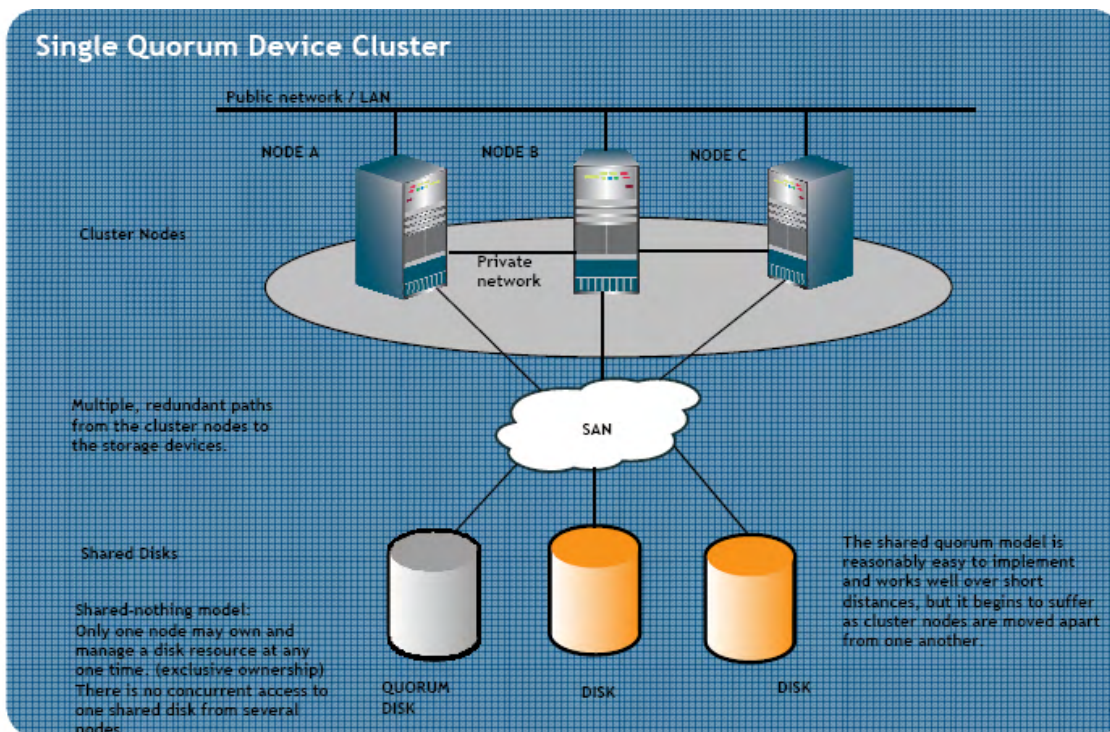 Single Quorum Device Cluster
Public network / LAN
NODE A
NODE B
NODE C
Cluster Nodes
Private
network
Multiple, redundant paths
from the cluster nodes to
the storage devices.
SAN
Shared Disks
Shared-nothing model:
Only one node may own and
manage a disk resource at any
one time. (exclusive ownership)
There is no concurrent access to
one shared disk from several
nodes
QUORUM
DISK
DISK
DISK
The shared quorum model is
reasonably easy to implement
and works well over short
distances, but it begins to suffer
as cluster nodes are moved apart
from one another.